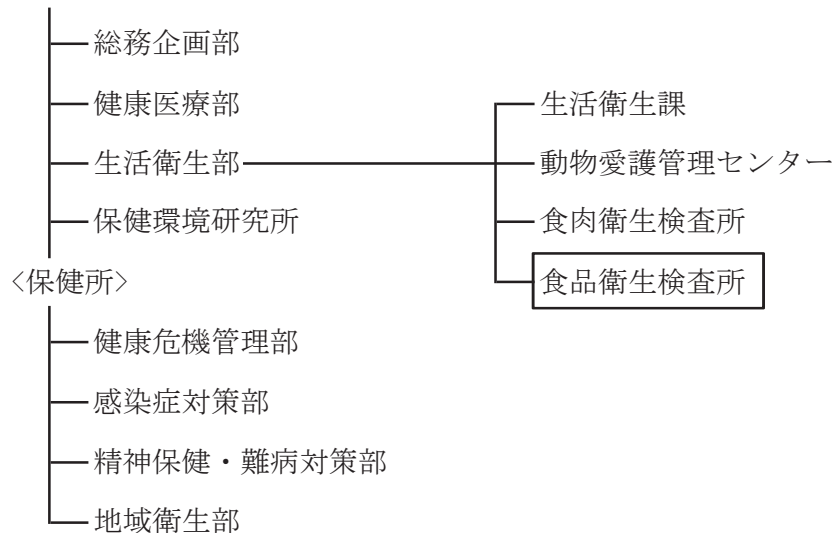 総務企画部
健康医療部
生活衛生部
保健環境研究所
<保健所>
健康危機管理部
感染症対策部
精神保健・難病対策部
地域衛生部
生活衛生課
動物愛護管理センター
食肉衛生検査所
食品衛生検査所